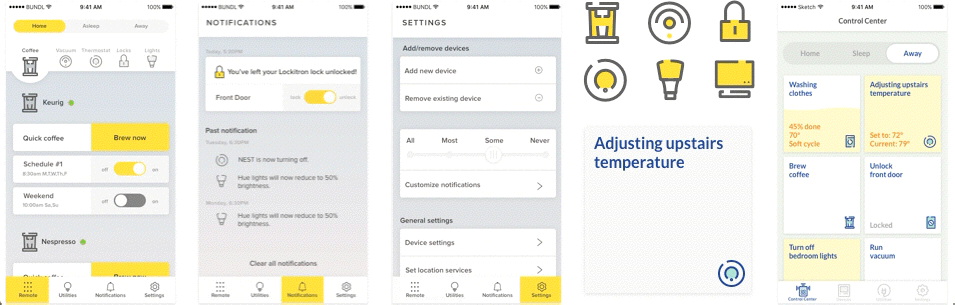 BUNDL
9:41 AM
100%
Home
Asleep
Away
Coffee
Vacuum
Thermostat
Locks
Lights
Keurig
Quick coffee
Brew now
Schedule #1
8:30am M,T,W,Th,F
off
on
Weekend
10:00am Sa,Su
off
on
Nespresso
Quick coffee
Brew now
Remote
Utilities
Notifications
Settings
BUNDL
9:41 AM
100%
NOTIFICATIONS
Today, 5:30PM
You've left your Lockitron lock unlocked!
Front Door
lock
unlock
Past notification
Tuesday, 6:30PM
NEST is now turning off.
Hue lights will now reduce to 50%
brightness.
Monday, 6:30PM
Hue lights will now reduce to 50%
brightness.
Clear all notifications
Remote
Utilities
Notifications
Settings
BUNDL
9:41 AM
100%
SETTINGS
Add/remove devices
Add new device
Remove existing device
All
Most
Some
Never
Customize notifications
General settings
Device settings
Set location services
Remote
Utilities
Notifications
Settings
Adjusting upstairs
temperature
Sketch
9:41 AM
100%
Control Center
Home
Sleep
Away
Washing
clothes
45% done
70°
Soft cycle
Adjusting upstairs
temperature
Set to: 72°
Current: 79°
Brew
coffee
Unlock
front door
Locked
Turn off
bedroom lights
Run
vacuum
Control Center
Settings